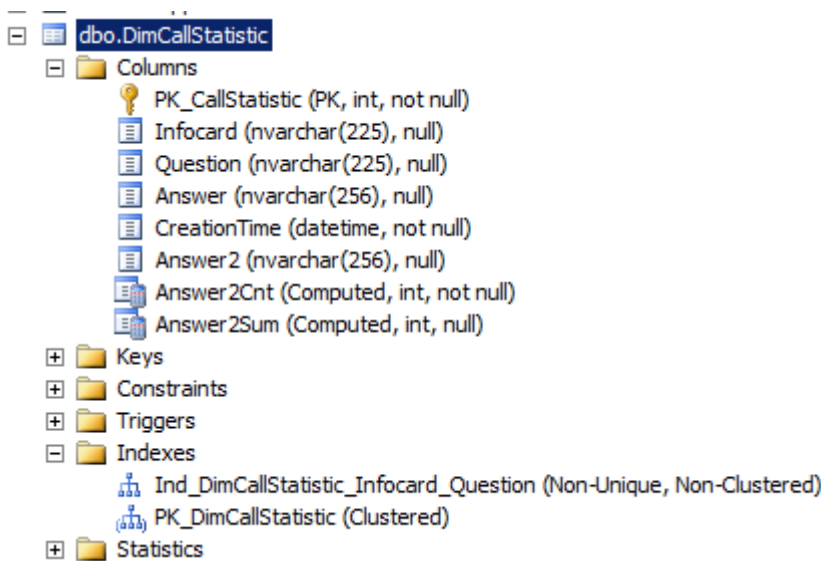 dbo.DimCallStatistic
Columns
PK_CallStatistic (PK, int, not null)
Infocard (nvarchar(225), null)
Question (nvarchar(225), null)
Answer (nvarchar(256), null)
CreationTime (datetime, not null)
Answer2 (nvarchar(256), null)
Answer2Cnt (Computed, int, not null)
Answer2Sum (Computed, int, null)
Keys
Constraints
Triggers
Indexes
Ind_DimCallStatistic_Infocard_Question (Non-Unique, Non-Clustered)
PK_DimCallStatistic (Clustered)
Statistics